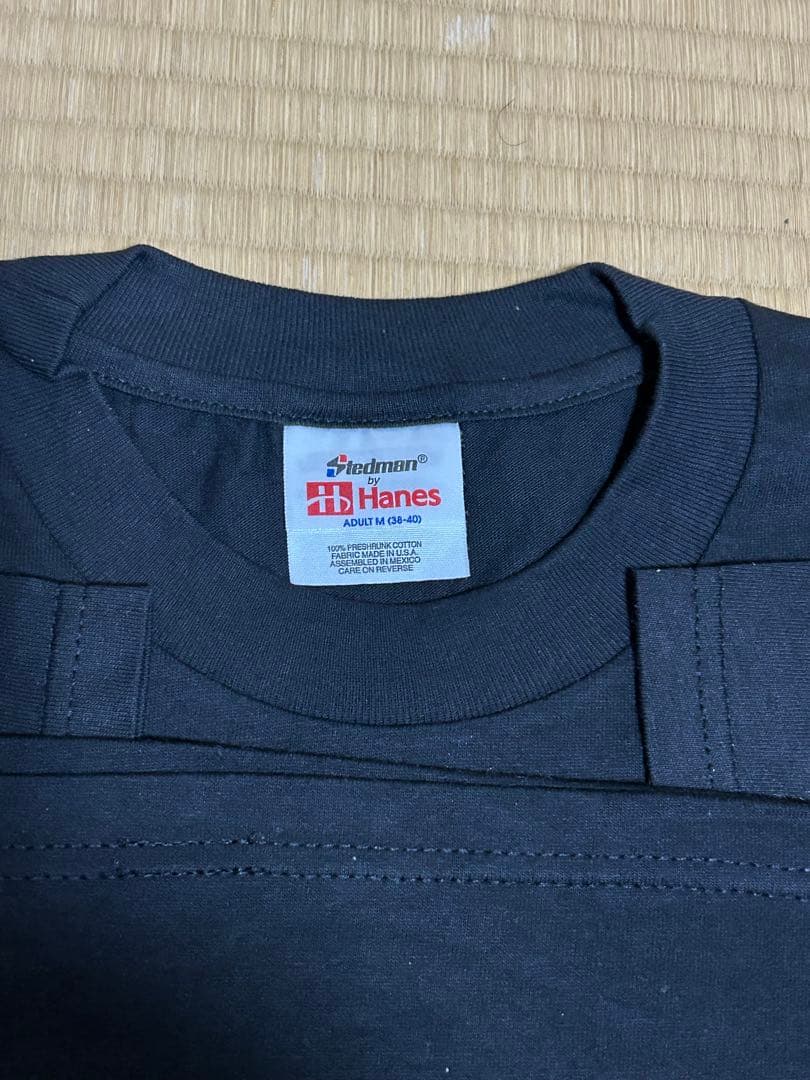 Stedman®
by
H Hanes
ADULT M (38-40)
100% PRESHRUNK COTTON
FABRIC MADE IN U.S.A.
ASSEMBLED IN MEXICO
CARE ON REVERSE